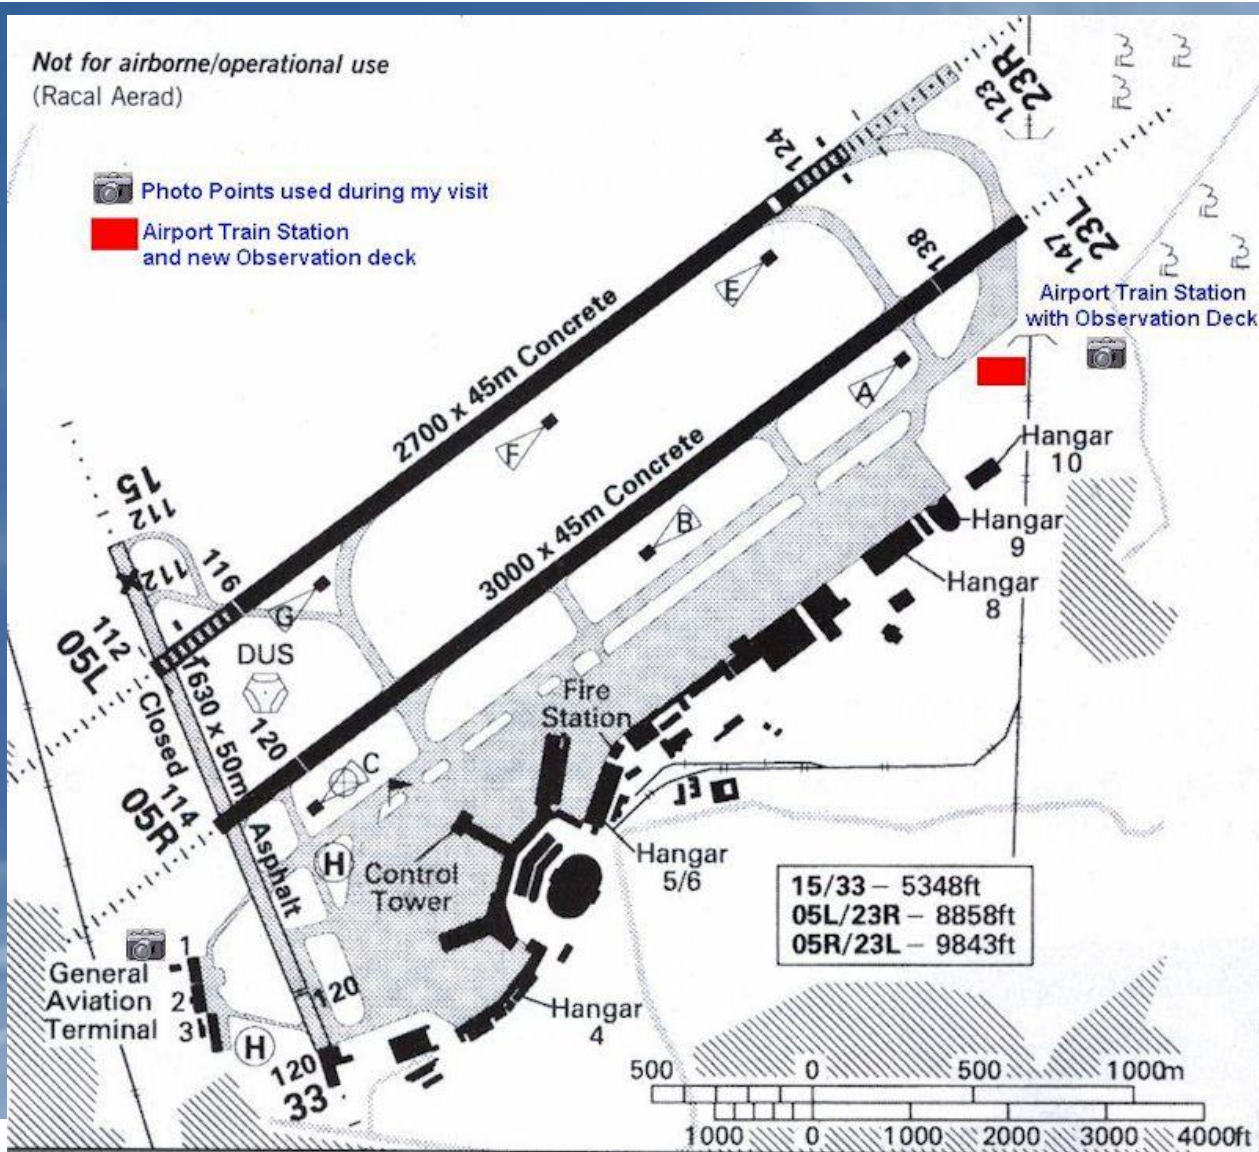 Not for airborne/operational use
(Racal Aerad)
Photo Points used during my visit
Airport Train Station
and new Observation deck
123
23R
124
147
23L
138
Airport Train Station
with Observation Deck
E
A
2700 x 45m Concrete
F
3000 x 45m Concrete
B
Hangar
10
Hangar
9
Hangar
8
15
112
112
116
G
112
05L
DUS
Closed
1630 x 50m
Asphalt
120
C
114
05R
Fire
Station
H
Control
Tower
Hangar
5/6
15/33 – 5348ft
05L/23R – 8858ft
05R/23L – 9843ft
General
Aviation
Terminal
1
2
3
H
120
120
33
Hangar
4
500 0 500 1000m
1000 0 1000 2000 3000 4000ft